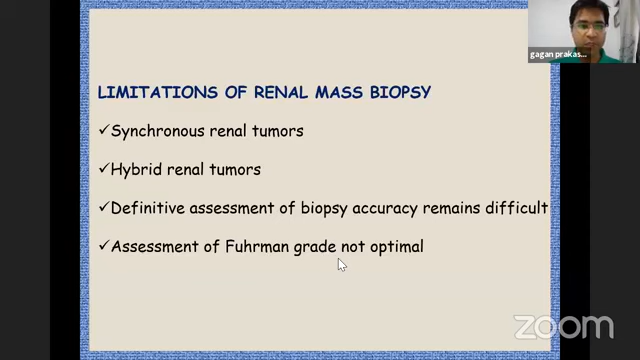 gagan prakas...
LIMITATIONS OF RENAL MASS BIOPSY
✓Synchronous renal tumors
✓Hybrid renal tumors
✓Definitive assessment of biopsy accuracy remains difficult
✓Assessment of Fuhrman grade not optimal
zoom